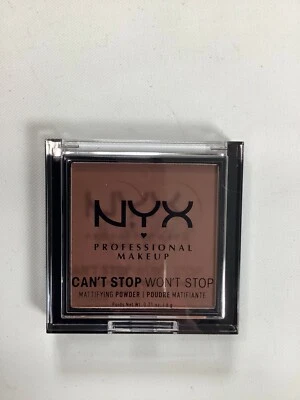 NYX
PROFESSIONAL
MAKEUP
CAN'T STOP WON'T STOP
MATTIFYING POWDER | POUDRE MATIFIANTE